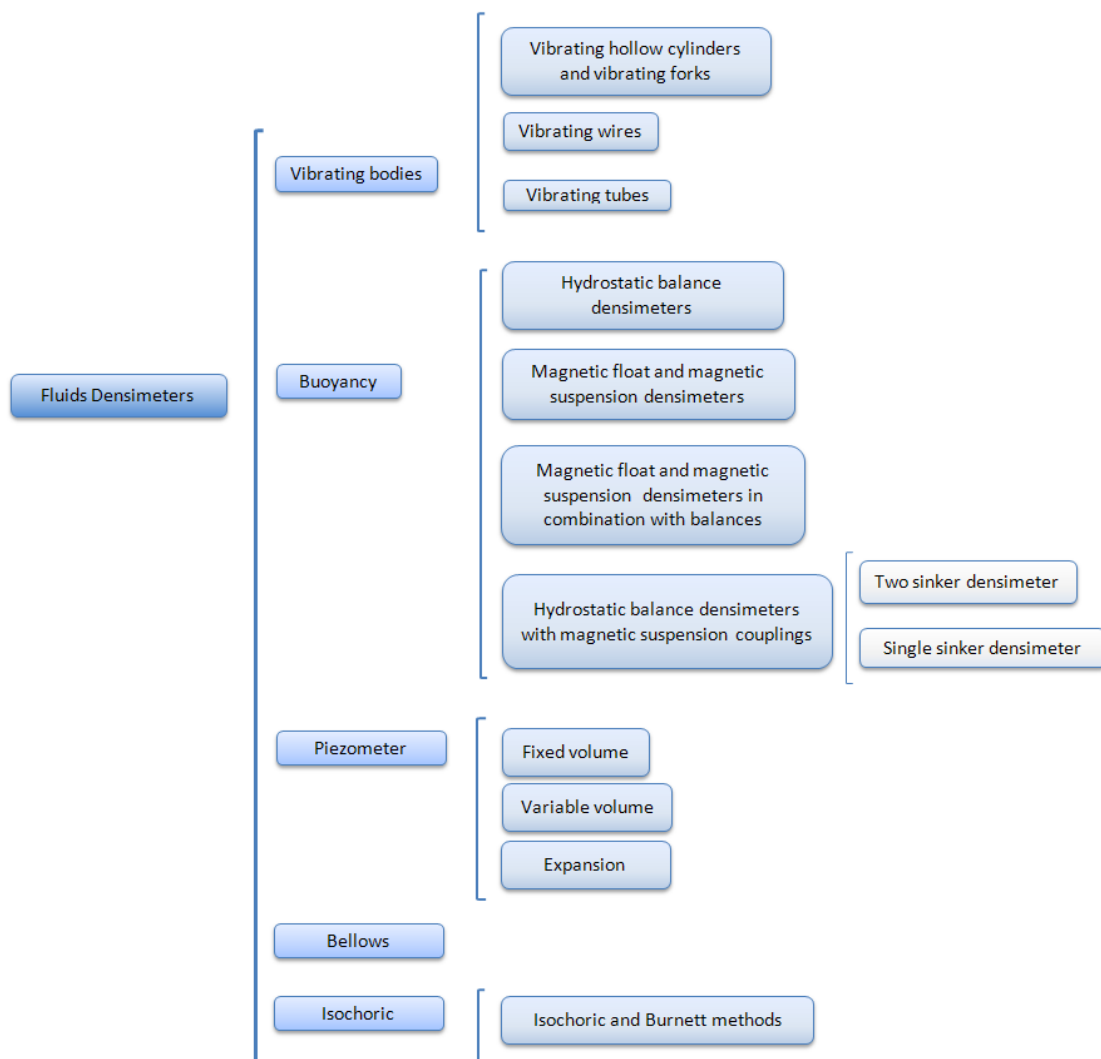 Fluids Densimeters
Vibrating bodies
Vibrating hollow cylinders
and vibrating forks
Vibrating wires
Vibrating tubes
Buoyancy
Hydrostatic balance
densimeters
Magnetic float and magnetic
suspension densimeters
Magnetic float and magnetic
suspension densimeters in
combination with balances
Hydrostatic balance densimeters
with magnetic suspension couplings
Two sinker densimeter
Single sinker densimeter
Piezometer
Fixed volume
Variable volume
Expansion
Bellows
Isochoric
Isochoric and Burnett methods